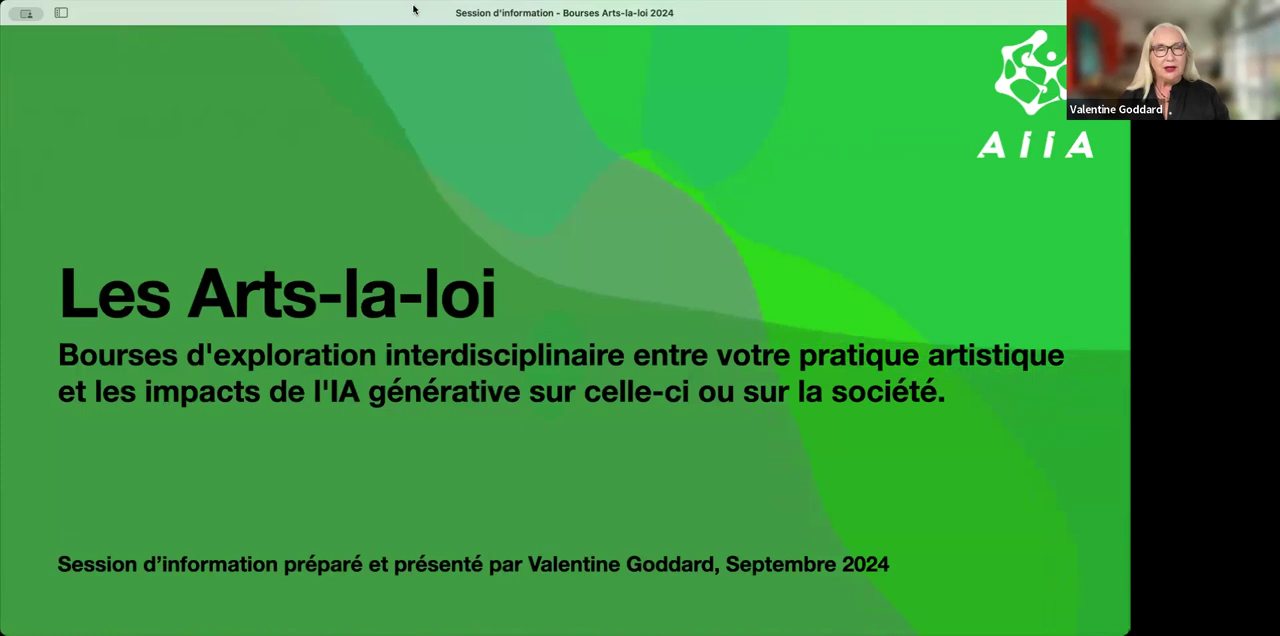 Session d'information - Bourses Arts-la-loi 2024
AiiA
Valentine Goddard
Les Arts-la-loi
Bourses d'exploration interdisciplinaire entre votre pratique artistique
et les impacts de l'IA générative sur celle-ci ou sur la société.
Session d’information préparé et présenté par Valentine Goddard, Septembre 2024